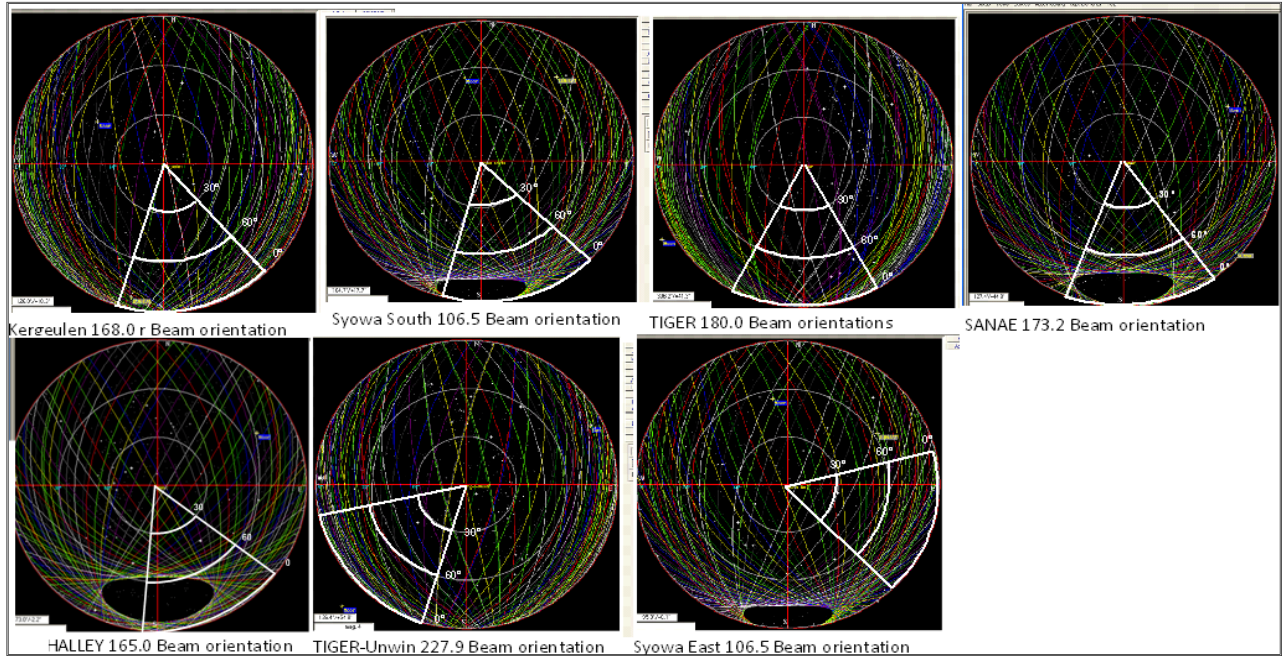 N
30°
60°
0°
Kergeulen 168.0 r Beam orientation
30°
60°
0°
Syowa South 106.5 Beam orientation
30°
60°
0°
TIGER 180.0 Beam orientations
30°
60°
0°
SANAE 173.2 Beam orientation
30
60
0
HALLEY 165.0 Beam orientation
30°
60°
0°
TIGER-Unwin 227.9 Beam orientation
30°
60°
0°
Syowa East 106.5 Beam orientation